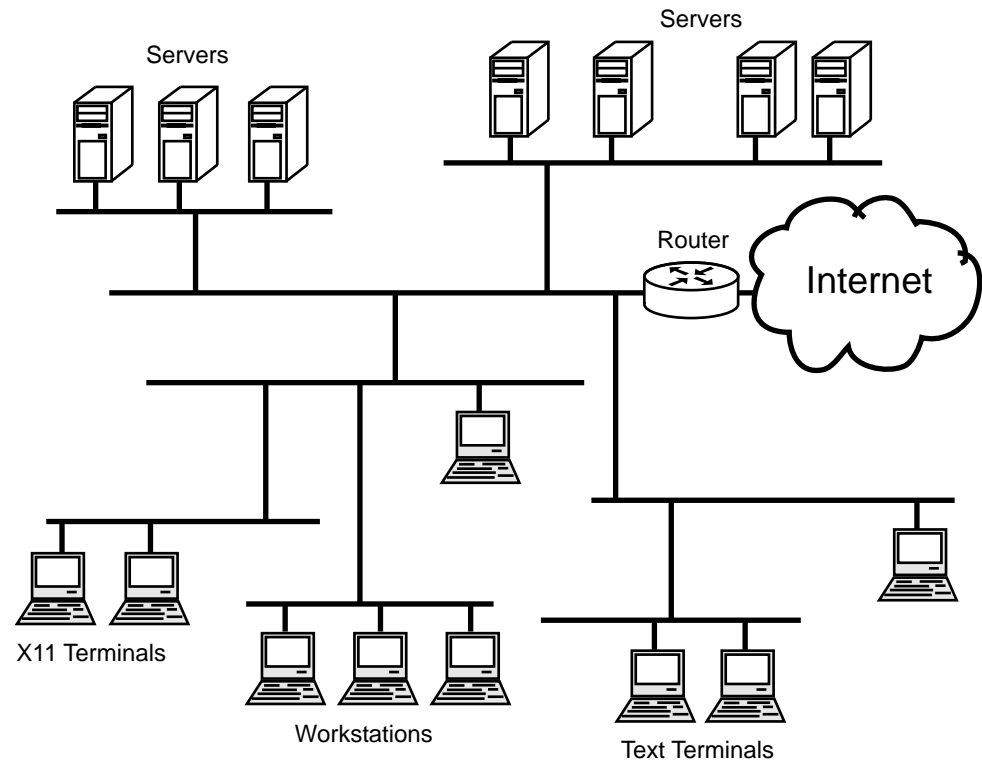 Servers
Servers
Router
Internet
X11 Terminals
Workstations
Text Terminals